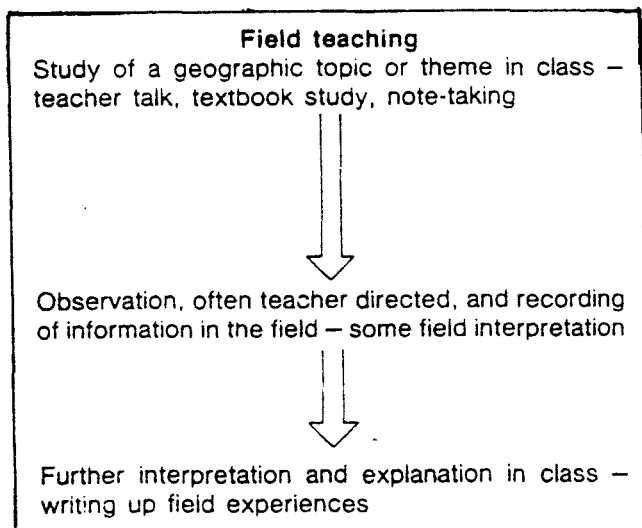 Field teaching
Study of a geographic topic or theme in class –
teacher talk, textbook study, note-taking
Observation, often teacher directed, and recording
of information in the field – some field interpretation
Further interpretation and explanation in class –
writing up field experiences